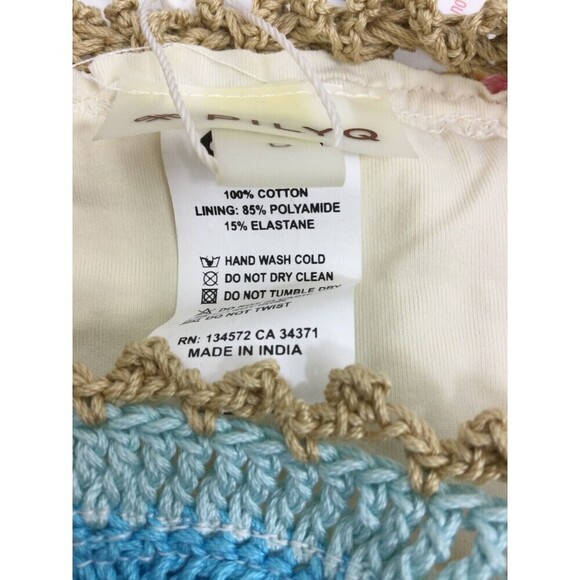 PILYQ
100% COTTON
LINING: 85% POLYAMIDE
15% ELASTANE
HAND WASH COLD
DO NOT DRY CLEAN
DO NOT TUMBLE DRY
DO NOT TWIST
RN: 134572 CA 34371
MADE IN INDIA